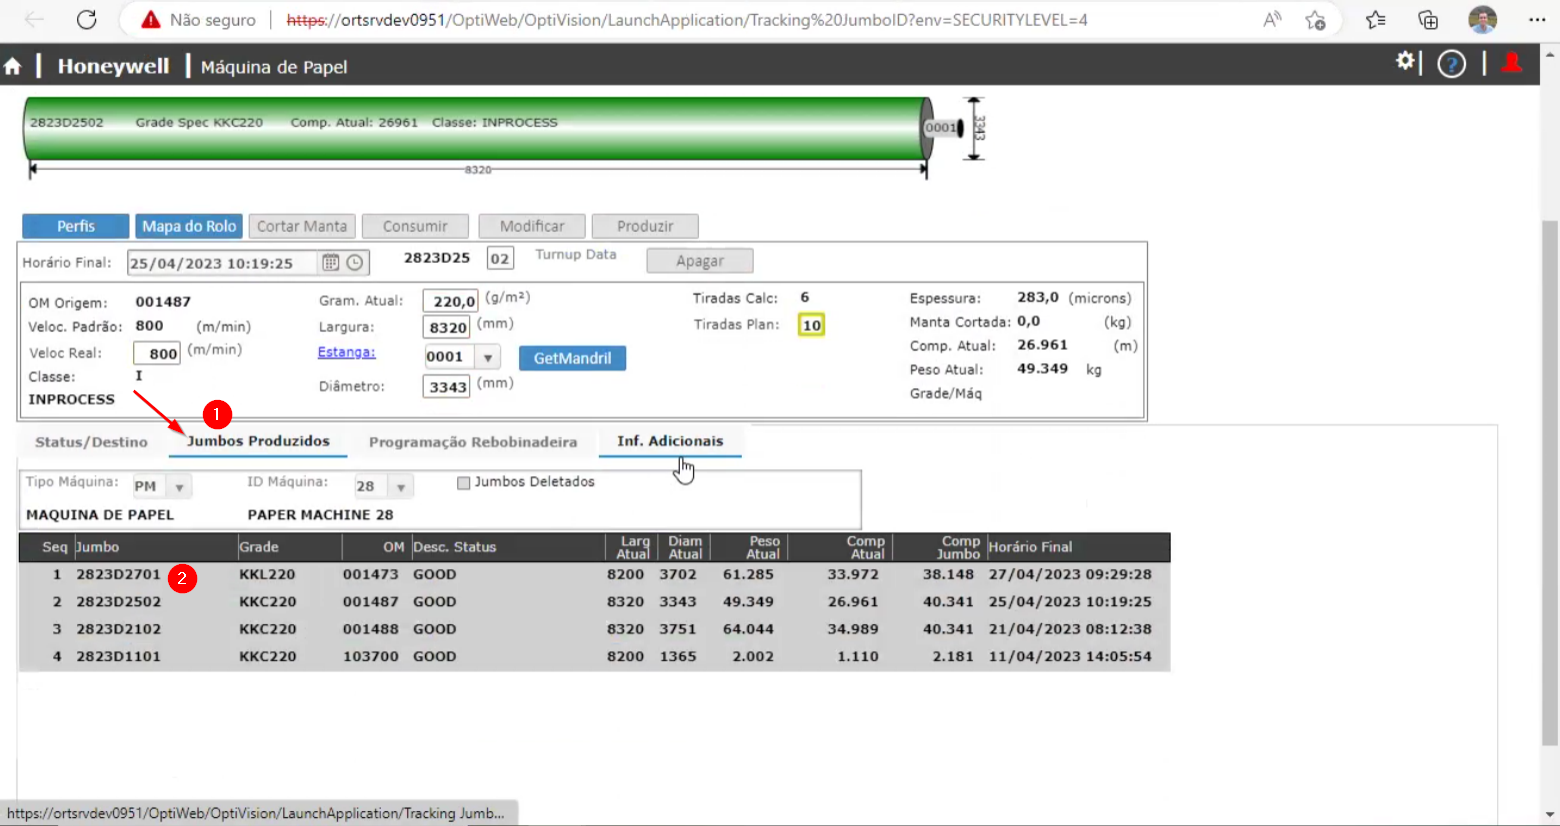 Não seguro https://ortsrvdev0951/OptiWeb/OptiVision/LaunchApplication/Tracking%20JumboID?env=SECURITYLEVEL=4
Honeywell Máquina de Papel ?
2823D2502 Grade Spec KKC220 Comp. Atual: 26961 Classe: INPROCESS
0001
3343
8320
Perfis Mapa do Rolo Cortar Manta Consumir Modificar Produzir
Horário Final: 25/04/2023 10:19:25 2823D25 02 Turnup Data Apagar
OM Origem: 001487 Gram. Atual: 220,0 (g/m²) Tiradas Calc: 6 Espessura: 283,0 (microns)
Veloc. Padrão: 800 (m/min) Largura: 8320 (mm) Tiradas Plan: 10 Manta Cortada: 0,0 (kg)
Veloc Real: 800 (m/min) Estanga: 0001 GetMandril Comp. Atual: 26.961 (m)
Classe: I Diâmetro: 3343 (mm) Peso Atual: 49.349 kg
INPROCESS Grade/Máq
1
Status/Destino Jumbos Produzidos Programação Rebobinadeira Inf. Adicionais
Tipo Máquina: PM ID Máquina: 28 Jumbos Deletados
MAQUINA DE PAPEL PAPER MACHINE 28
Seq Jumbo Grade OM Desc. Status Larg Atual Diam Atual Peso Atual Comp Atual Comp Jumbo Horário Final
1 2823D2701 2 KKL220 001473 GOOD 8200 3702 61.285 33.972 38.148 27/04/2023 09:29:28
2 2823D2502 KKC220 001487 GOOD 8320 3343 49.349 26.961 40.341 25/04/2023 10:19:25
3 2823D2102 KKC220 001488 GOOD 8320 3751 64.044 34.989 40.341 21/04/2023 08:12:38
4 2823D1101 KKC220 103700 GOOD 8200 1365 2.002 1.110 2.181 11/04/2023 14:05:54
https://ortsrvdev0951/OptiWeb/OptiVision/LaunchApplication/Tracking Jumb...